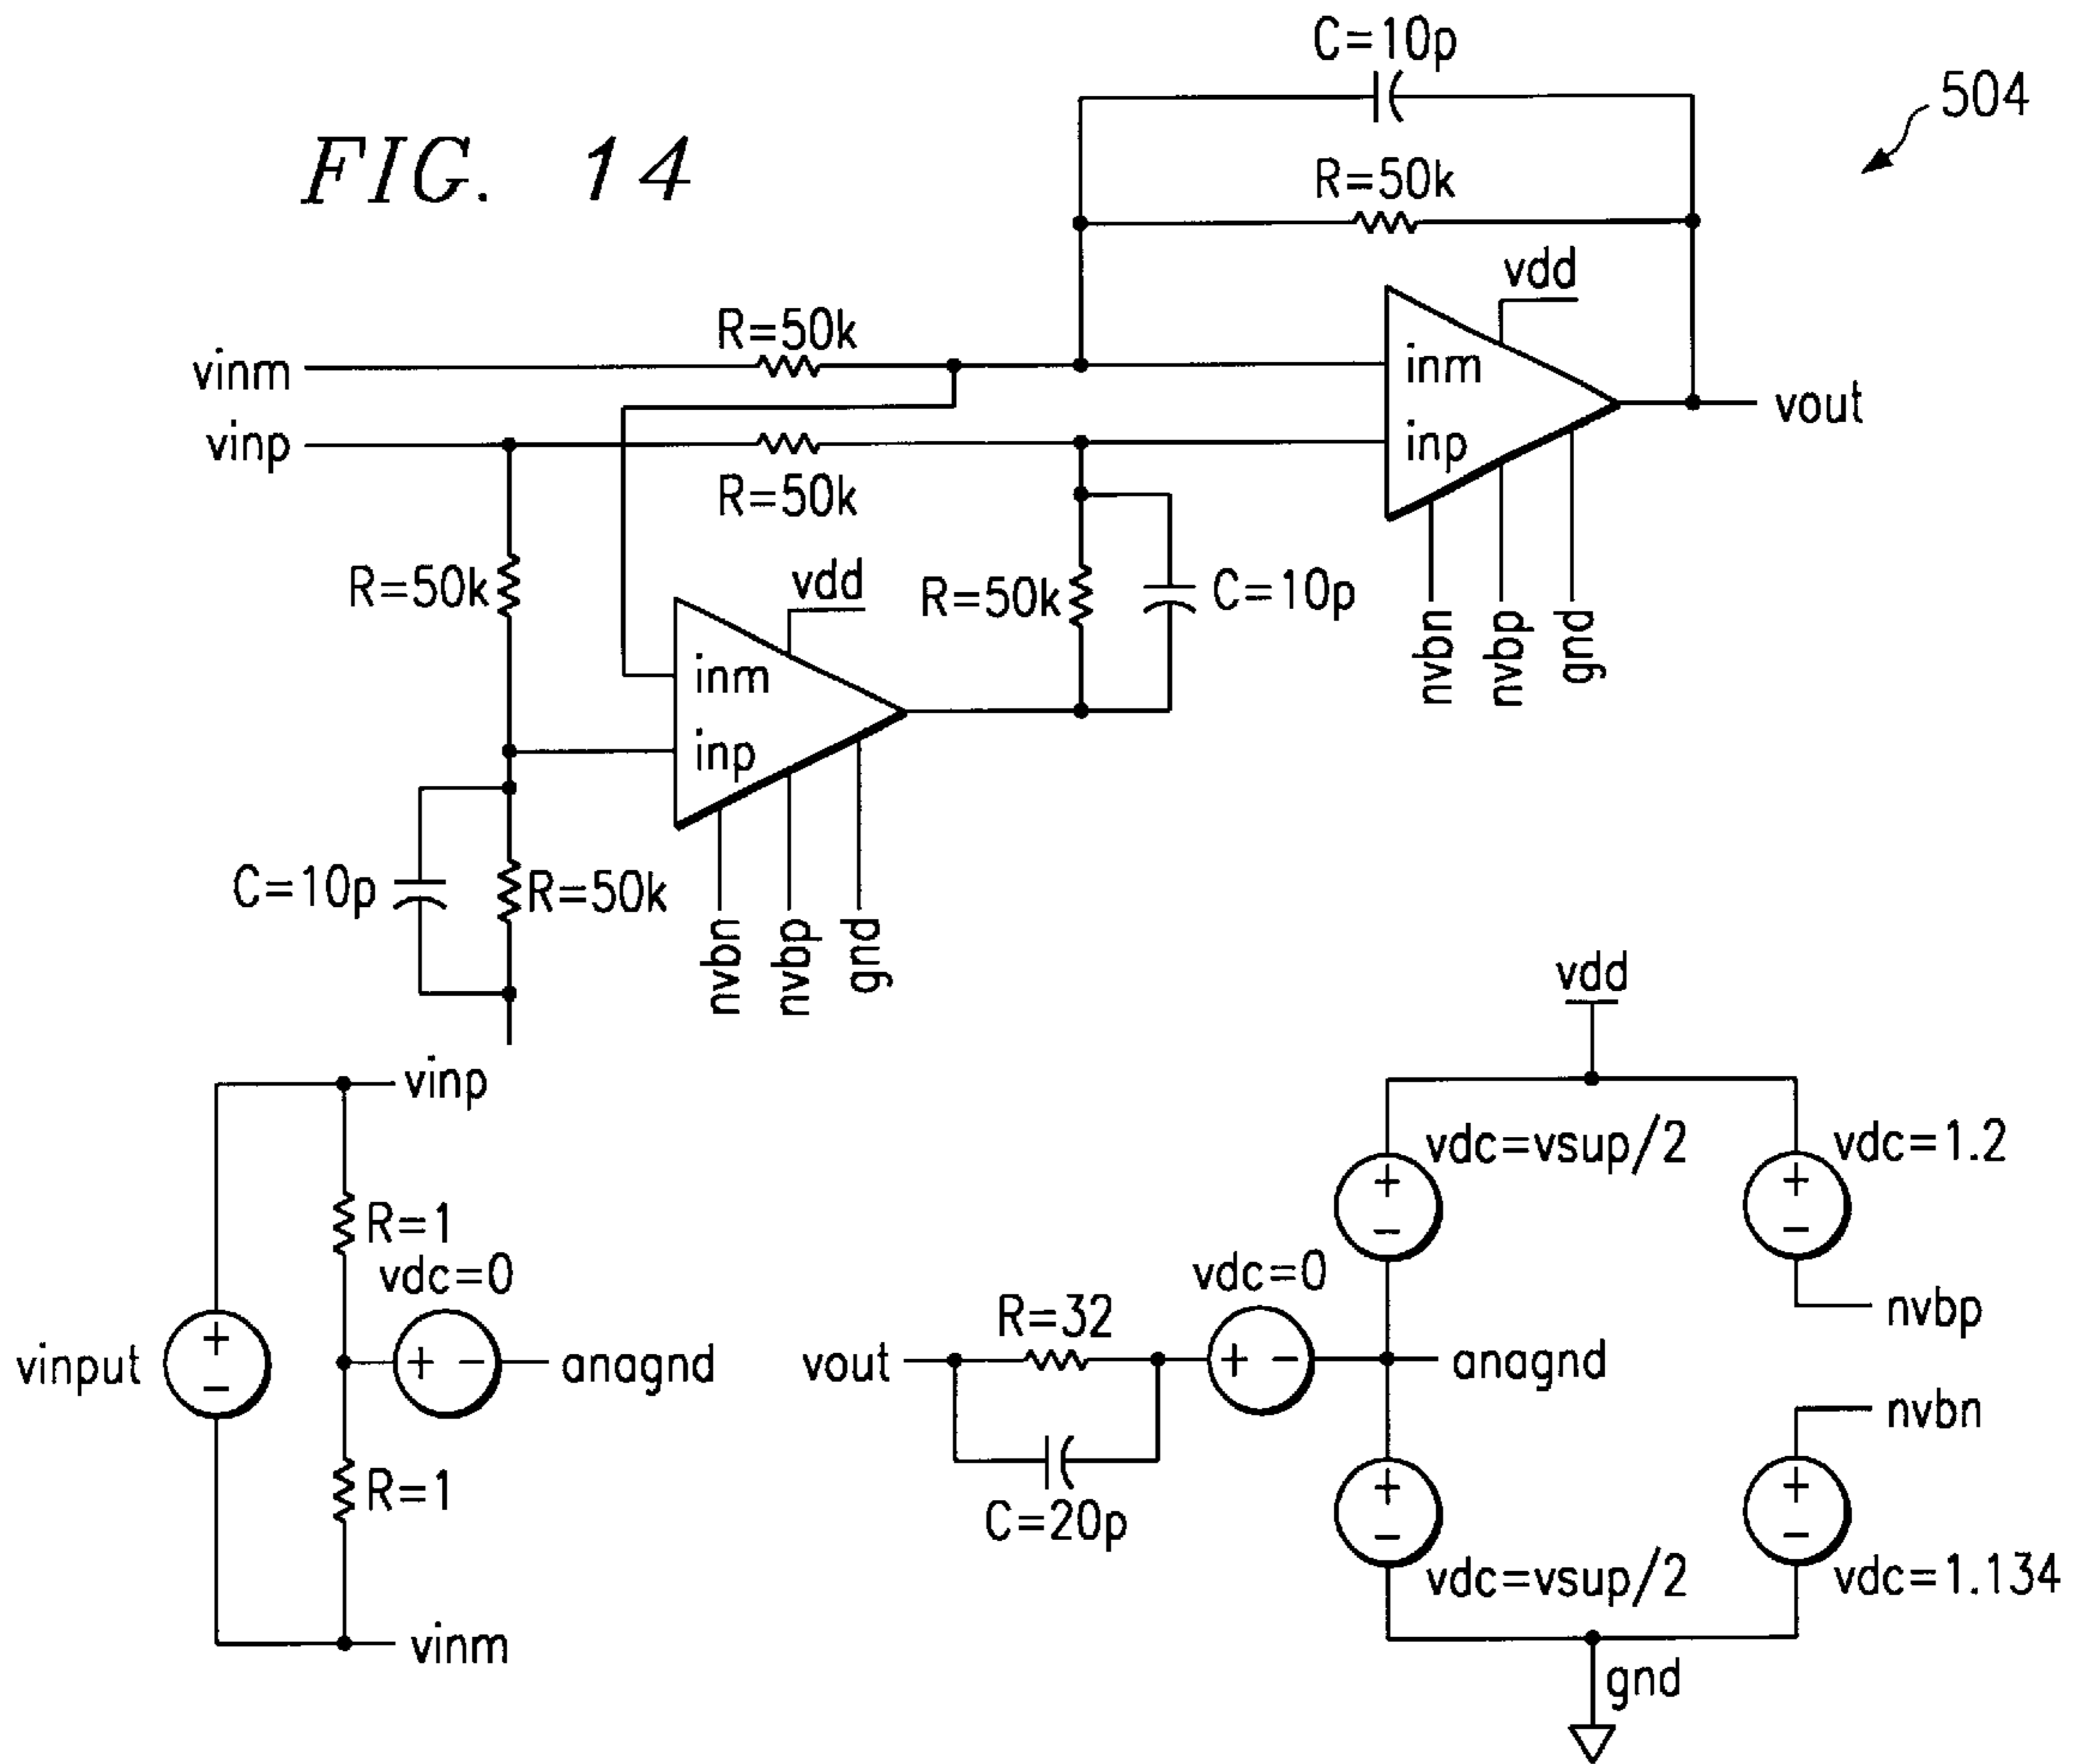 C=10p
504
FIG. 14
R=50k
vdd
R=50k
vinm
inm
vout
vinp
inp
R=50k
R=50k
vdd
R=50k
C=10p
nvbn
nvbp
gnd
inm
inp
C=10p
R=50k
nvbn
nvbp
gnd
vdd
vinp
vdc=vsup/2
vdc=1.2
R=1
vdc=0
vdc=0
R=32
nvbp
vinput
+
-
+ -
anagnd
vout
+ -
anagnd
+
-
+
-
nvbn
R=1
C=20p
+
-
+
-
vdc=vsup/2
vdc=1.134
vinm
gnd